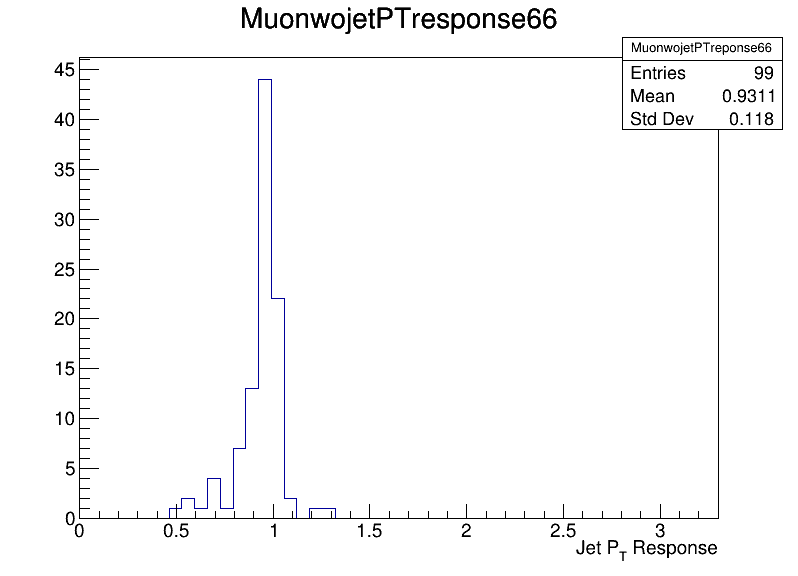 MuonwojetPTresponse66
MuonwojetPTreponse66
Entries 99
Mean 0.9311
Std Dev 0.118
45
40
35
30
25
20
15
10
5
0
0 0.5 1 1.5 2 2.5 3
Jet PT Response